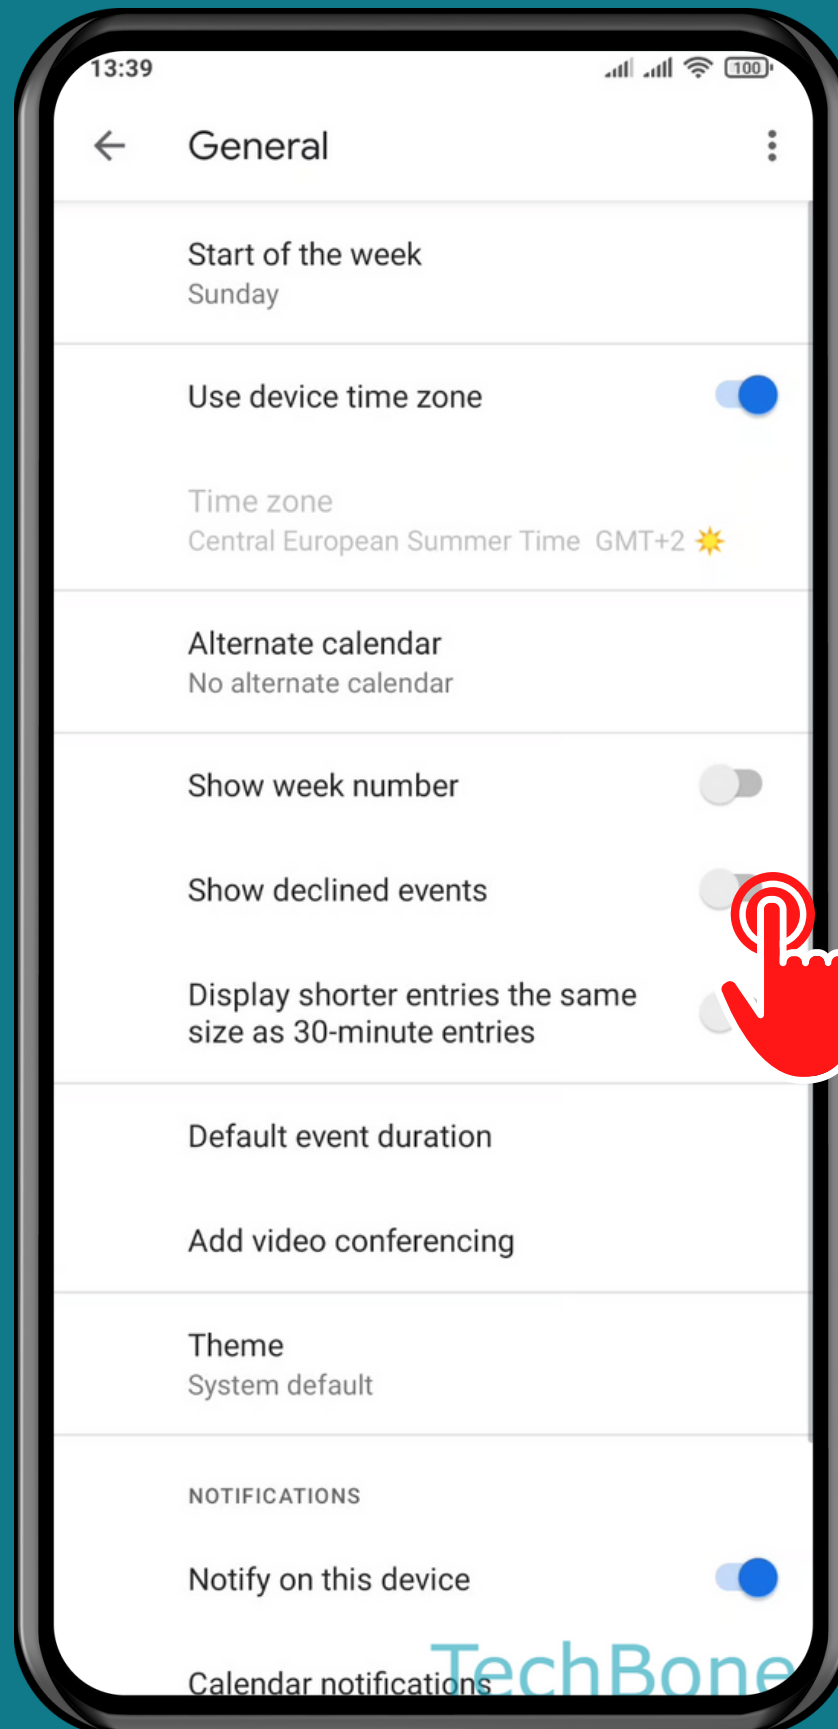 13:39
100
General
Start of the week
Sunday
Use device time zone
Time zone
Central European Summer Time GMT+2
Alternate calendar
No alternate calendar
Show week number
Show declined events
Display shorter entries the same
size as 30-minute entries
Default event duration
Add video conferencing
Theme
System default
NOTIFICATIONS
Notify on this device
Calendar notifications
TechBone